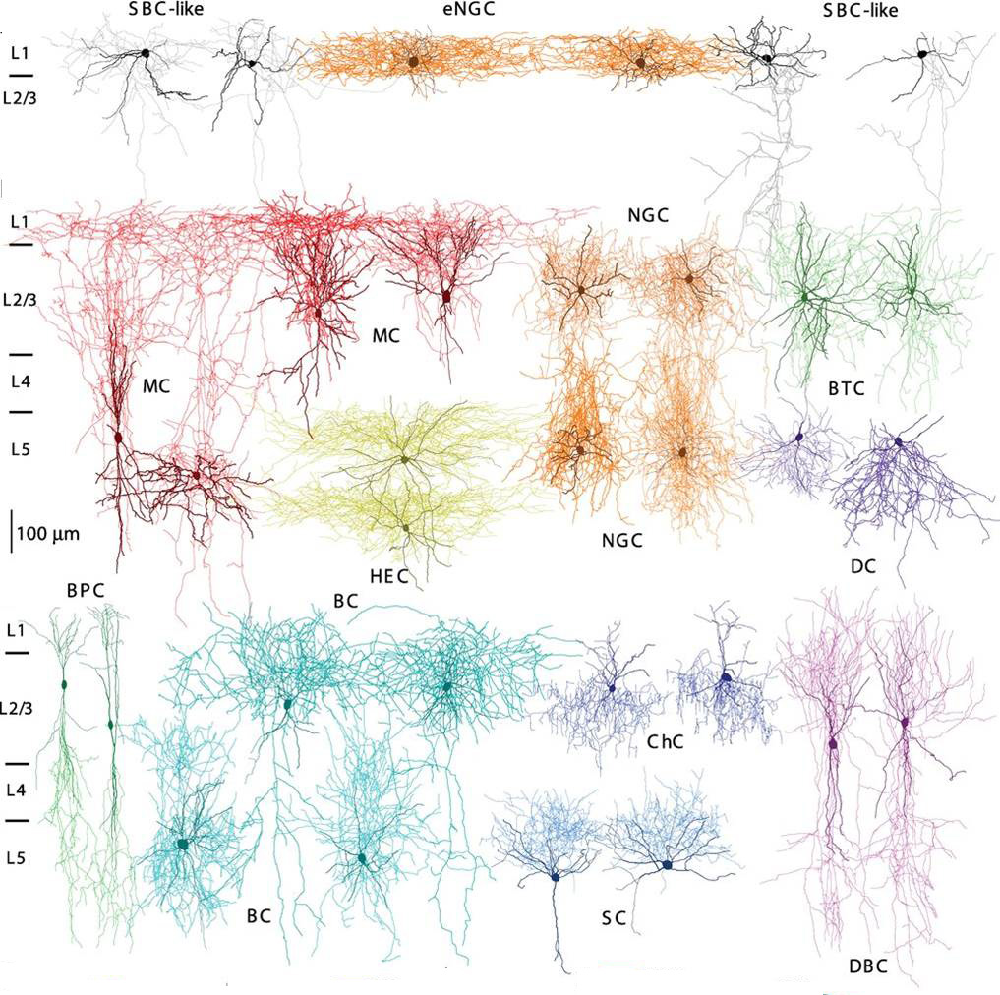 SBC-like
eNGC
SBC-like
L1
L2/3
L1
NGC
L2/3
MC
L4
MC
BTC
L5
100 µm
NGC
HEC
DC
BPC
BC
L1
L2/3
ChC
L4
L5
BC
SC
DBC